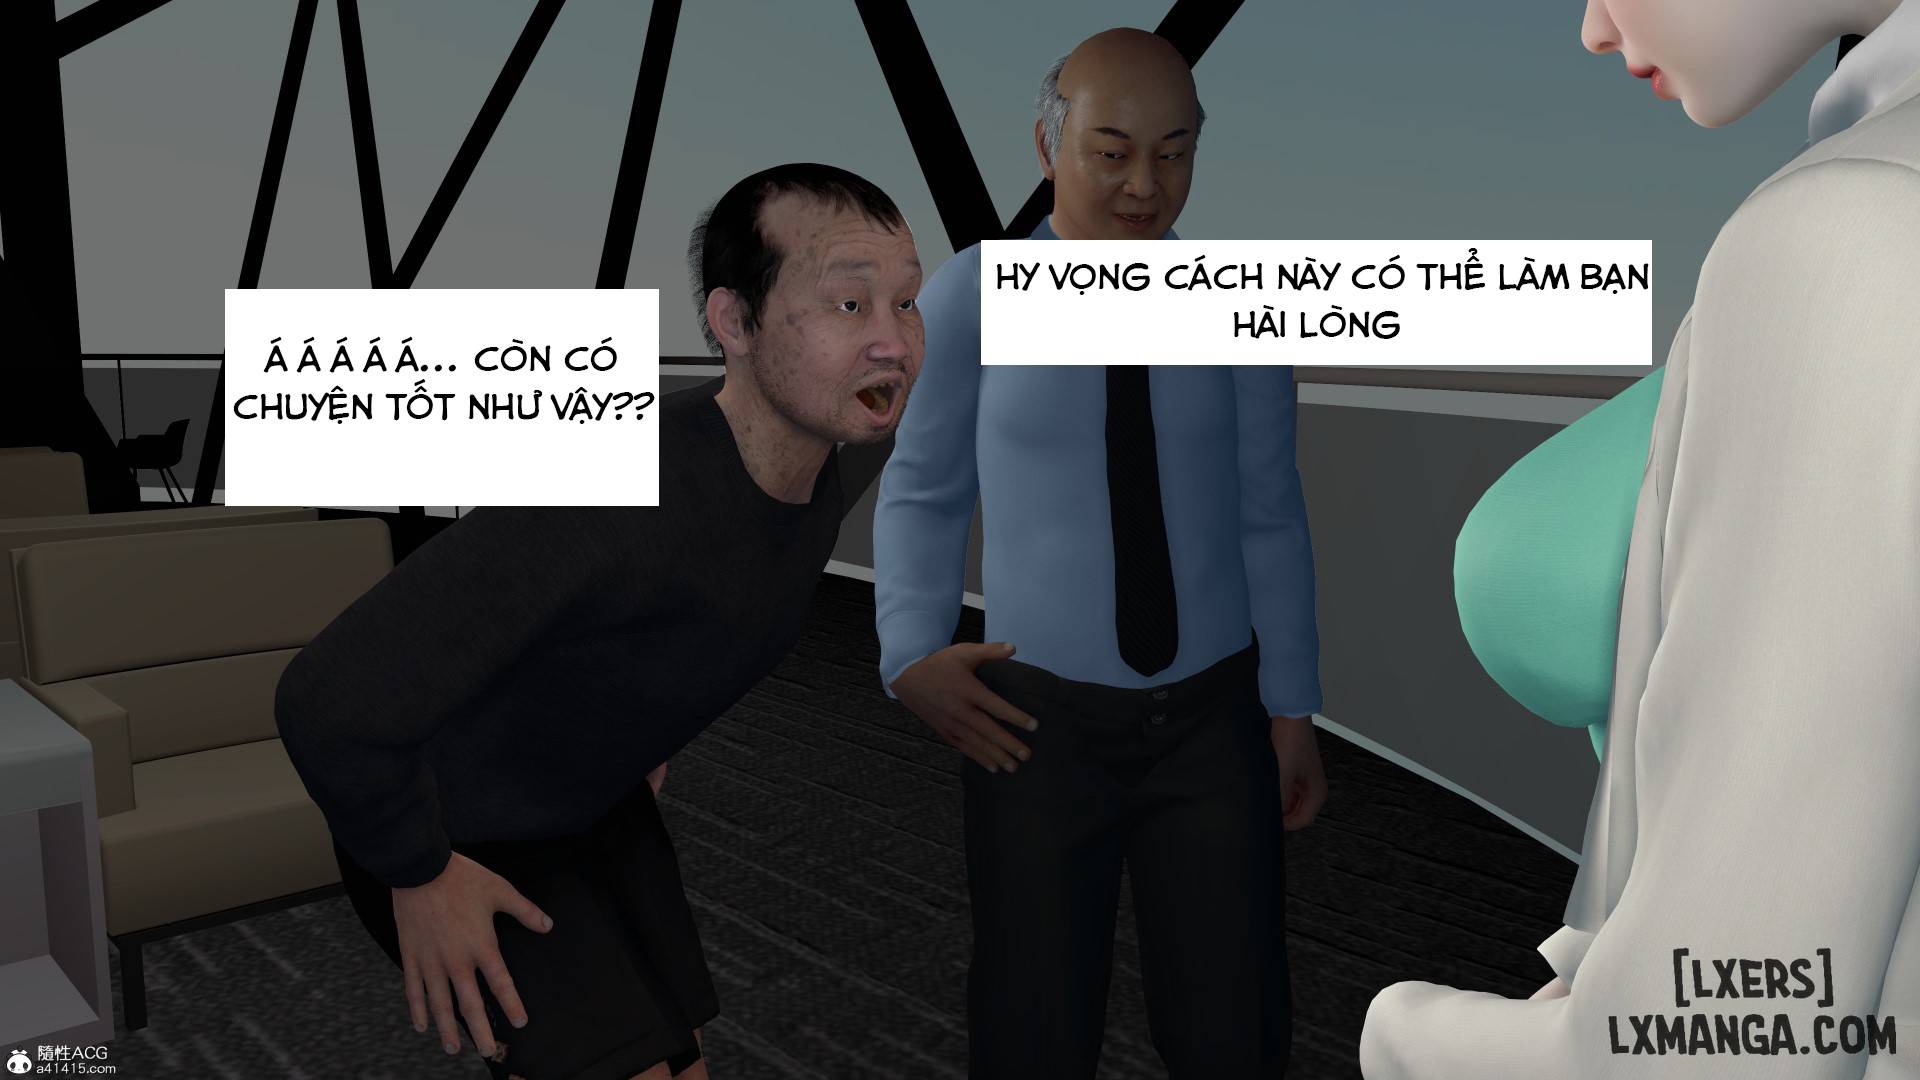 Á Á Á Á Á... CÒN CÓ
CHUYỆN TỐT NHƯ VẬY??
HY VỌNG CÁCH NÀY CÓ THỂ LÀM BẠN
HÀI LÒNG
[LXERS]
LXMANGA.COM
隨性ACG
a41415.com